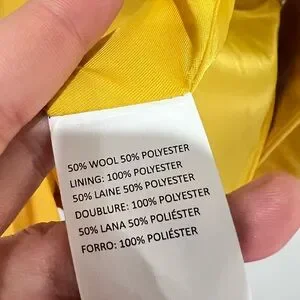 50% WOOL 50% POLYESTER
LINING: 100% POLYESTER
50% LAINE 50% POLYESTER
DOUBLURE: 100% POLYESTER
50% LANA 50% POLIÉSTER
FORRO: 100% POLIÉSTER